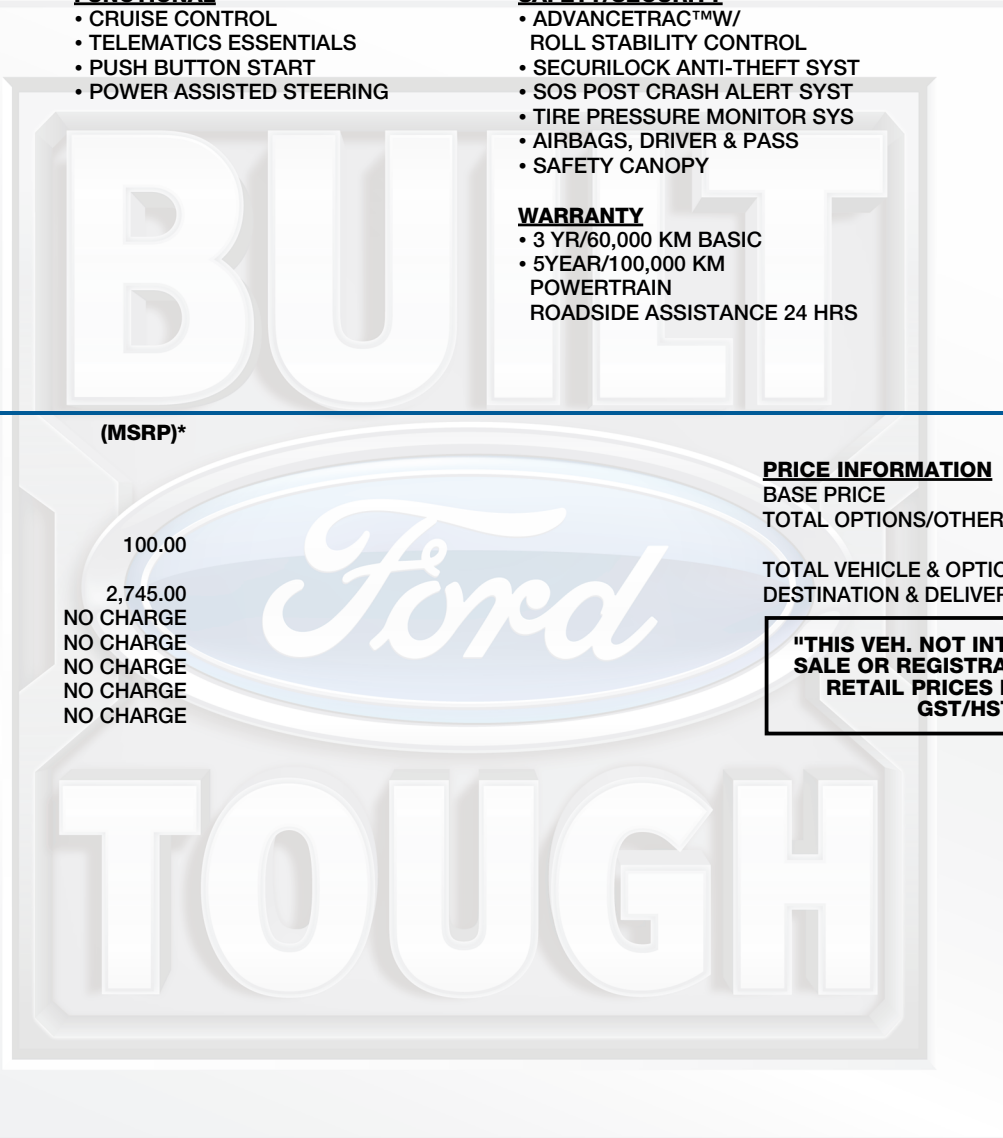 FUNCTIONAL
• CRUISE CONTROL
• TELEMATICS ESSENTIALS
• PUSH BUTTON START
• POWER ASSISTED STEERING
SAFETY/SECURITY
• ADVANCETRAC™W/
ROLL STABILITY CONTROL
• SECURILOCK ANTI-THEFT SYST
• SOS POST CRASH ALERT SYST
• TIRE PRESSURE MONITOR SYS
• AIRBAGS, DRIVER & PASS
• SAFETY CANOPY
WARRANTY
• 3 YR/60,000 KM BASIC
• 5YEAR/100,000 KM
POWERTRAIN
ROADSIDE ASSISTANCE 24 HRS
BUILT
(MSRP)*
100.00
2,745.00
NO CHARGE
NO CHARGE
NO CHARGE
NO CHARGE
NO CHARGE
Ford
PRICE INFORMATION
BASE PRICE
TOTAL OPTIONS/OTHER
TOTAL VEHICLE & OPTIO
DESTINATION & DELIVER
"THIS VEH. NOT INT
SALE OR REGISTRA
RETAIL PRICES
GST/HST
TOUGH